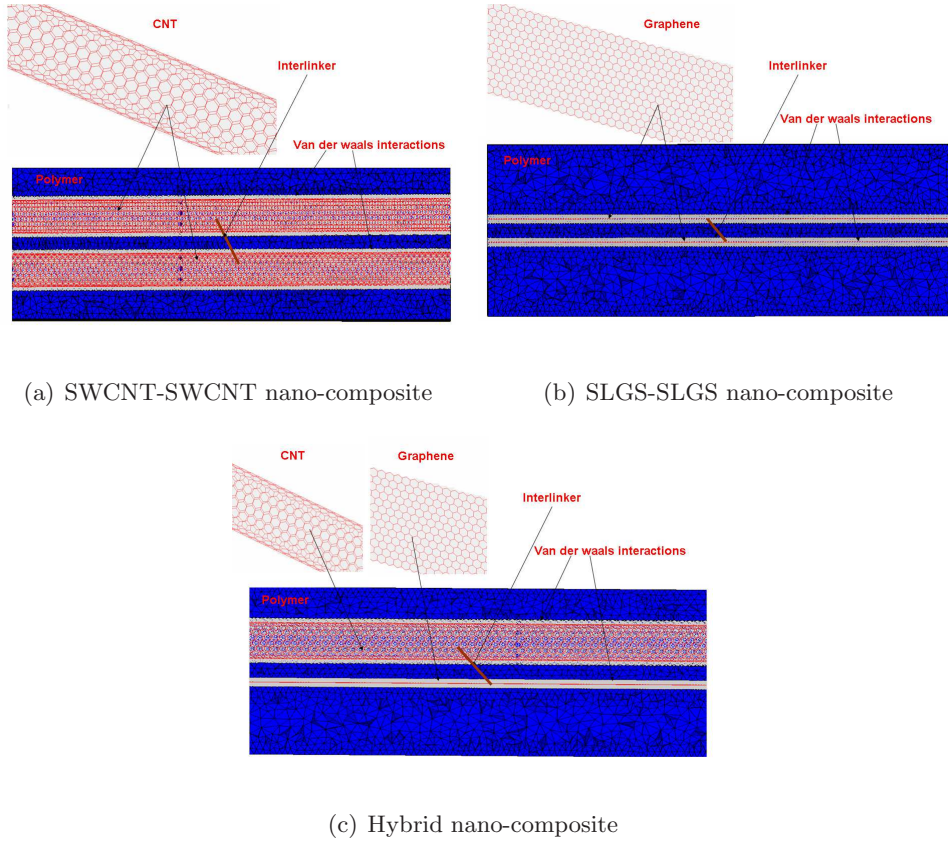 CNT
Interlinker
Van der waals interactions
Polymer
Graphene
Interlinker
Van der waals interactions
Polymer
(a) SWCNT-SWCNT nano-composite
(b) SLGS-SLGS nano-composite
CNT
Graphene
Interlinker
Van der waals interactions
Polymer
(c) Hybrid nano-composite